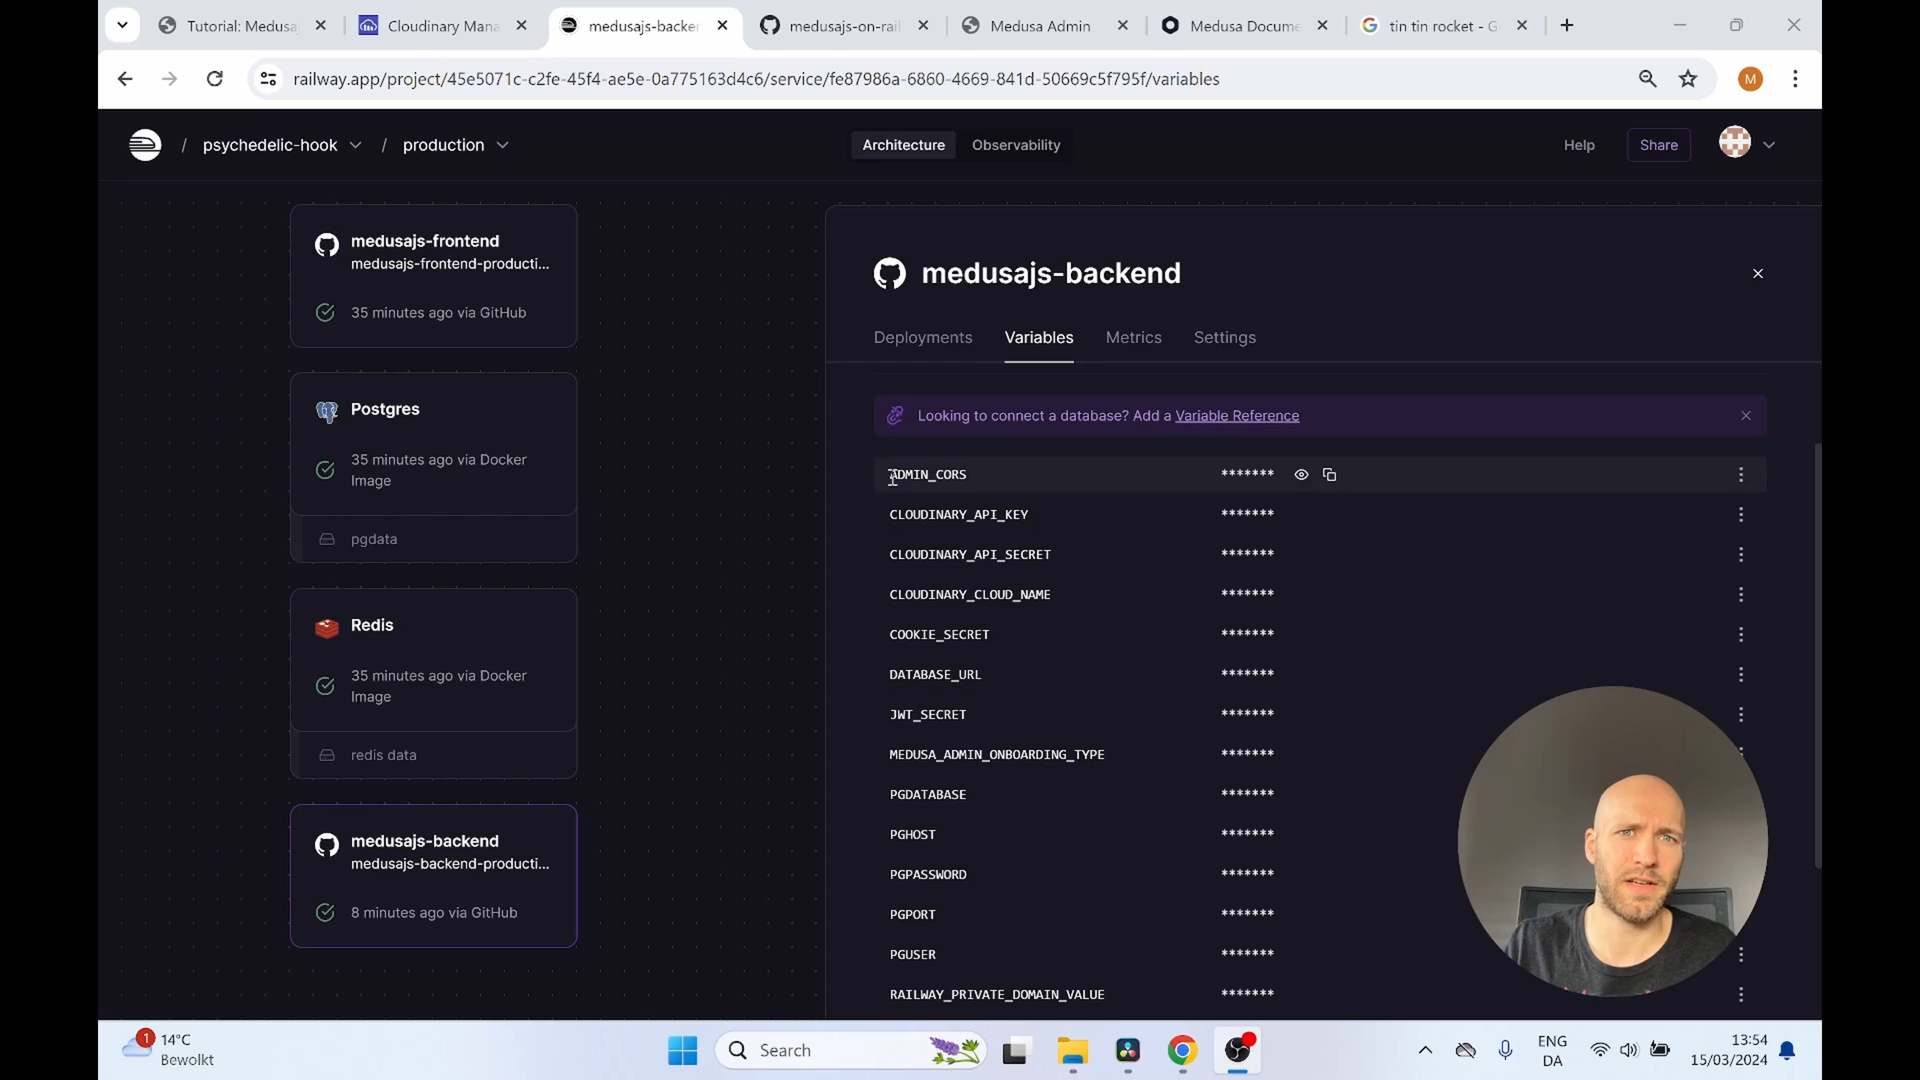 Tutorial: Medusa
Cloudinary Mana
medusajs-backen
medusajs-on-rail
Medusa Admin
Medusa Docume
tin tin rocket - G
railway.app/project/45e5071c-c2fe-45f4-ae5e-0a775163d4c6/service/fe87986a-6860-4669-841d-50669c5f795f/variables
M
/ psychedelic-hook / production
Architecture
Observability
Help
Share
medusajs-frontend
medusajs-frontend-producti...
35 minutes ago via GitHub
Postgres
35 minutes ago via Docker
Image
pgdata
Redis
35 minutes ago via Docker
Image
redis data
medusajs-backend
medusajs-backend-producti...
8 minutes ago via GitHub
medusajs-backend
Deployments
Variables
Metrics
Settings
Looking to connect a database? Add a Variable Reference
ADMIN_CORS *******
CLOUDINARY_API_KEY *******
CLOUDINARY_API_SECRET *******
CLOUDINARY_CLOUD_NAME *******
COOKIE_SECRET *******
DATABASE_URL *******
JWT_SECRET *******
MEDUSA_ADMIN_ONBOARDING_TYPE *******
PGDATABASE *******
PGHOST *******
PGPASSWORD *******
PGPORT *******
PGUSER *******
RAILWAY_PRIVATE_DOMAIN_VALUE *******
1
14°C
Bewolkt
Search
ENG
DA
13:54
15/03/2024